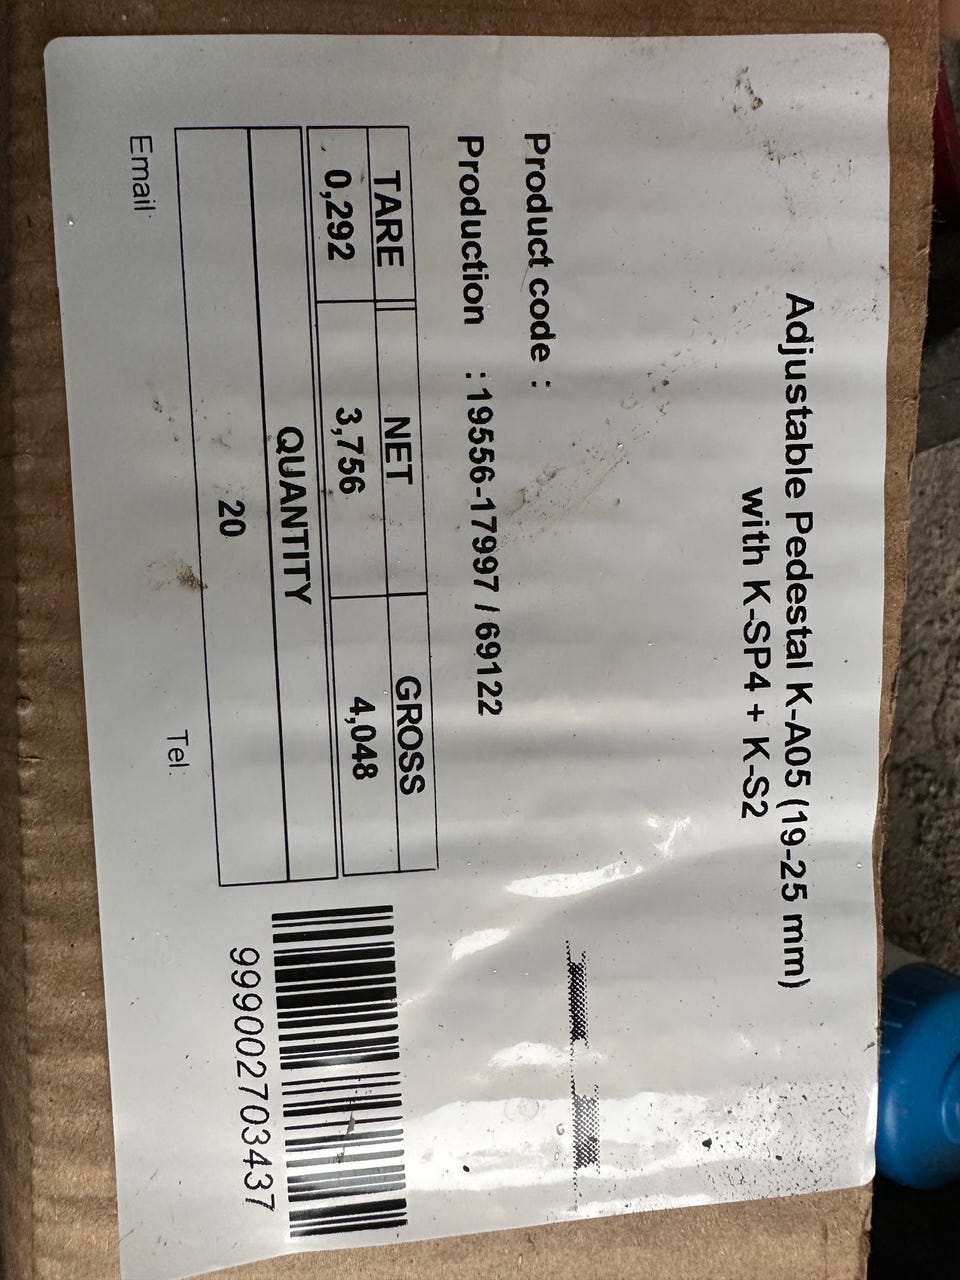 Adjustable Pedestal K-A05 (19-25 mm)
with K-SP4 + K-S2
Product code :
Production : 19556-17997 / 69122
TARE NET GROSS
0,292 3,756 4,048
QUANTITY
20
9990002703437
Email:
Tel: